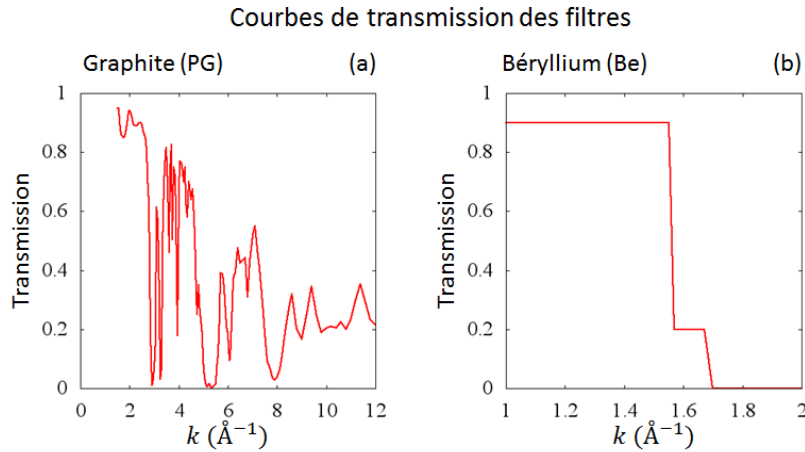 Courbes de transmission des filtres
Graphite (PG) (a)
Béryllium (Be) (b)
Transmission
1
0.8
0.6
0.4
0.2
0
0 2 4 6 8 10 12
k (Å⁻¹)
Transmission
1
0.8
0.6
0.4
0.2
0
1 1.2 1.4 1.6 1.8 2
k (Å⁻¹)